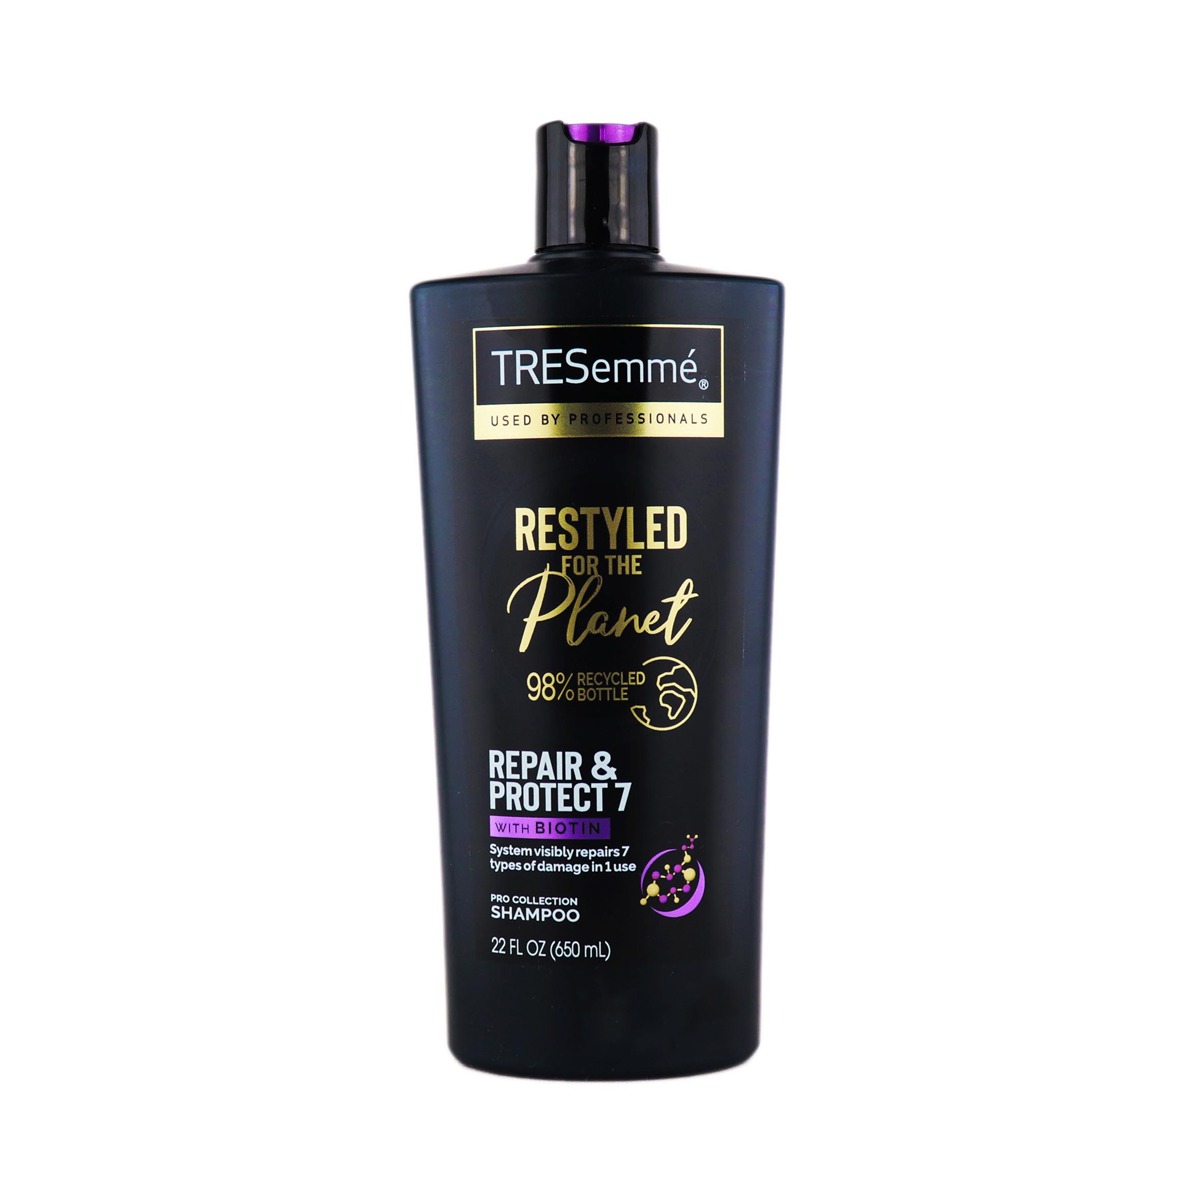 TRESemmé®
USED BY PROFESSIONALS
RESTYLED
FOR THE
Planet
98% RECYCLED
BOTTLE
REPAIR &
PROTECT 7
WITH BIOTIN
System visibly repairs 7
types of damage in 1 use
PRO COLLECTION
SHAMPOO
22 FL OZ (650 mL)